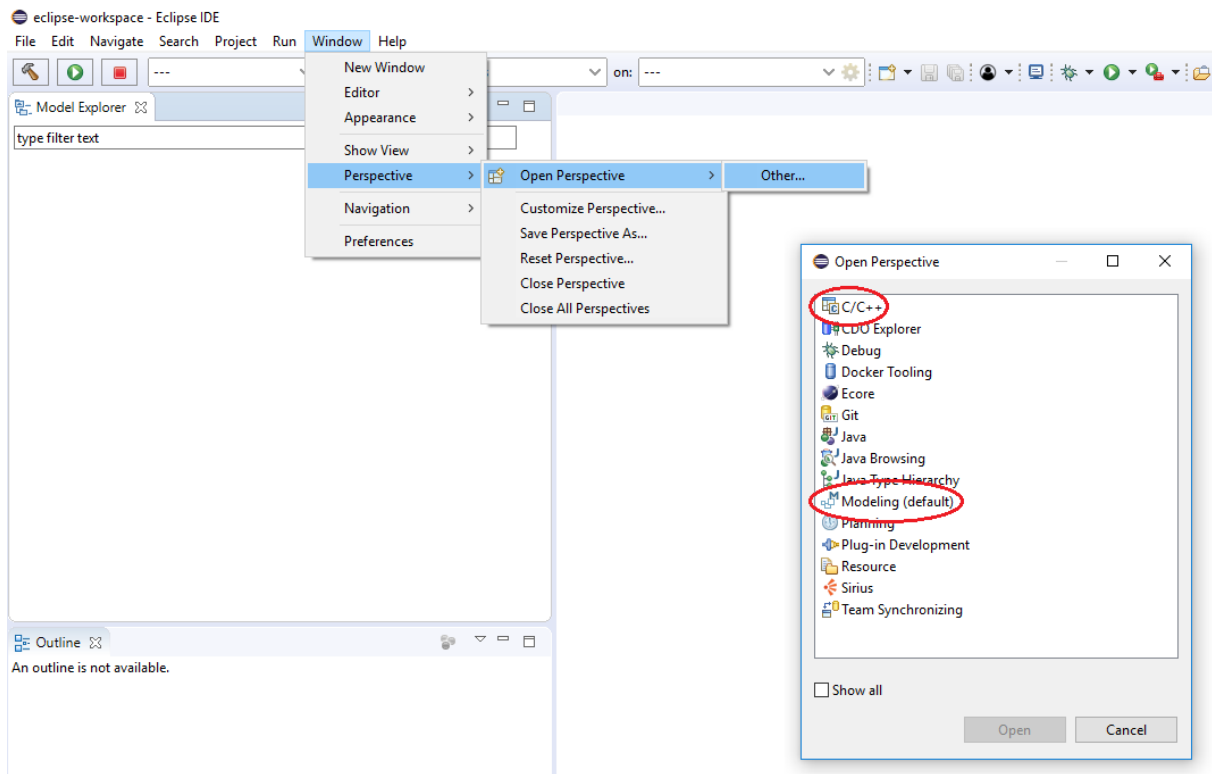 eclipse-workspace - Eclipse IDE
File Edit Navigate Search Project Run Window Help
--- on: ---
Model Explorer
type filter text
New Window
Editor
Appearance
Show View
Perspective
Navigation
Preferences
Open Perspective
Customize Perspective...
Save Perspective As...
Reset Perspective...
Close Perspective
Close All Perspectives
Other...
Open Perspective
C/C++
CDO Explorer
Debug
Docker Tooling
Ecore
Git
Java
Java Browsing
Java Type Hierarchy
Modeling (default)
Planning
Plug-in Development
Resource
Sirius
Team Synchronizing
Show all
Open Cancel
Outline
An outline is not available.